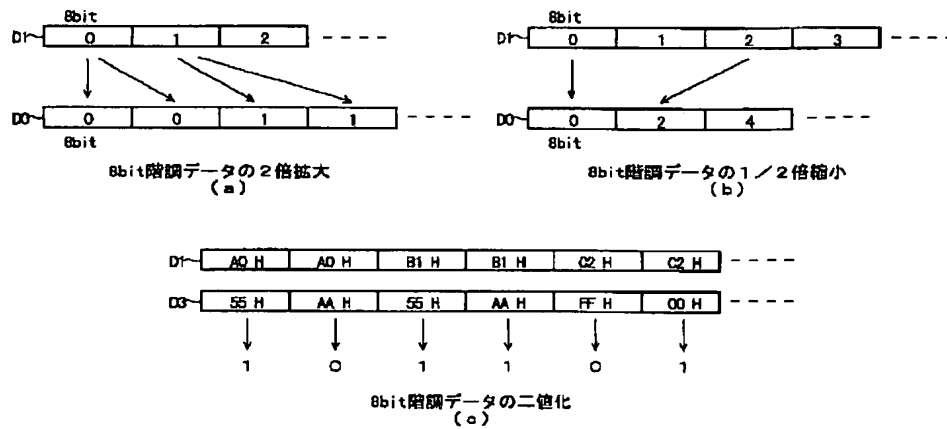 8bit 8bit
D1 0 1 2 D1 0 1 2 3
D0 0 0 1 1 D0 0 2 4
8bit 8bit
8bit階調データの2倍拡大 8bit階調データの1/2倍縮小
(a) (b)
D1 A0 H A0 H B1 H B1 H C2 H C2 H
D3 55 H AA H 55 H AA H FF H 00 H
1 0 1 1 0 1
8bit階調データの二値化
(c)